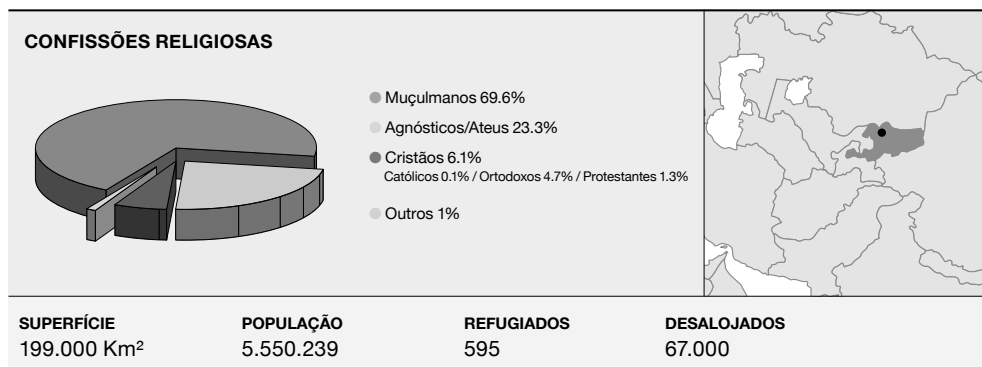 CONFISSÕES RELIGIOSAS
Muçulmanos 69.6%
Agnósticos/Ateus 23.3%
Cristãos 6.1%
Católicos 0.1% / Ortodoxos 4.7% / Protestantes 1.3%
Outros 1%
SUPERFÍCIE POPULAÇÃO REFUGIADOS DESALOJADOS
199.000 Km² 5.550.239 595 67.000